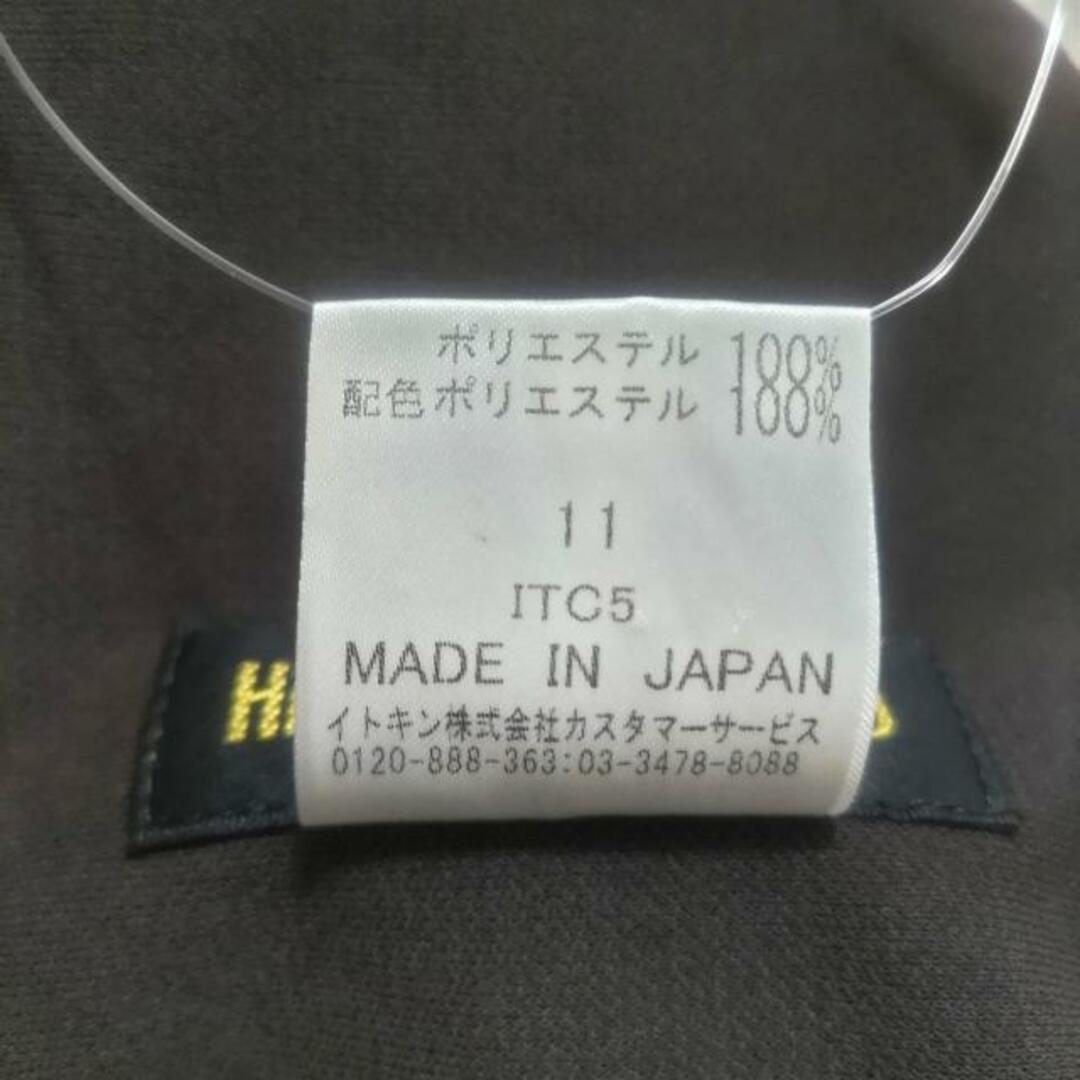 ポリエステル 100%
配色ポリエステル 100%
11
ITC5
MADE IN JAPAN
イトキン株式会社カスタマーサービス
0120-888-363:03-3478-8088